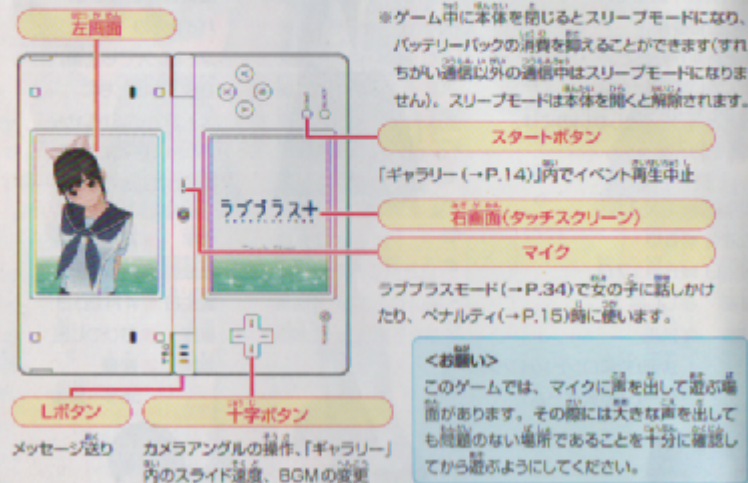 左画面
※ゲーム中に本体を閉じるとスリープモードになり、
バッテリーパックの消費を抑えることができます(すれ
ちがい通信以外の通信中はスリープモードになりま
せん)。スリープモードは本体を開くと解除されます。
スタートボタン
「ギャラリー(→P.14)」内でイベント再生中止
右画面(タッチスクリーン)
ラブプラス+
マイク
ラブプラスモード(→P.34)で女の子に話しかけ
たり、ペナルティ(→P.15)時に使います。
<お願い>
このゲームでは、マイクに声を出して遊ぶ場
面があります。その際には大きな声を出して
も問題のない場所であることを十分に確認し
てから遊ぶようにしてください。
Lボタン
メッセージ送り
十字ボタン
カメラアングルの操作、「ギャラリー」
内のスライド速度、BGMの変更